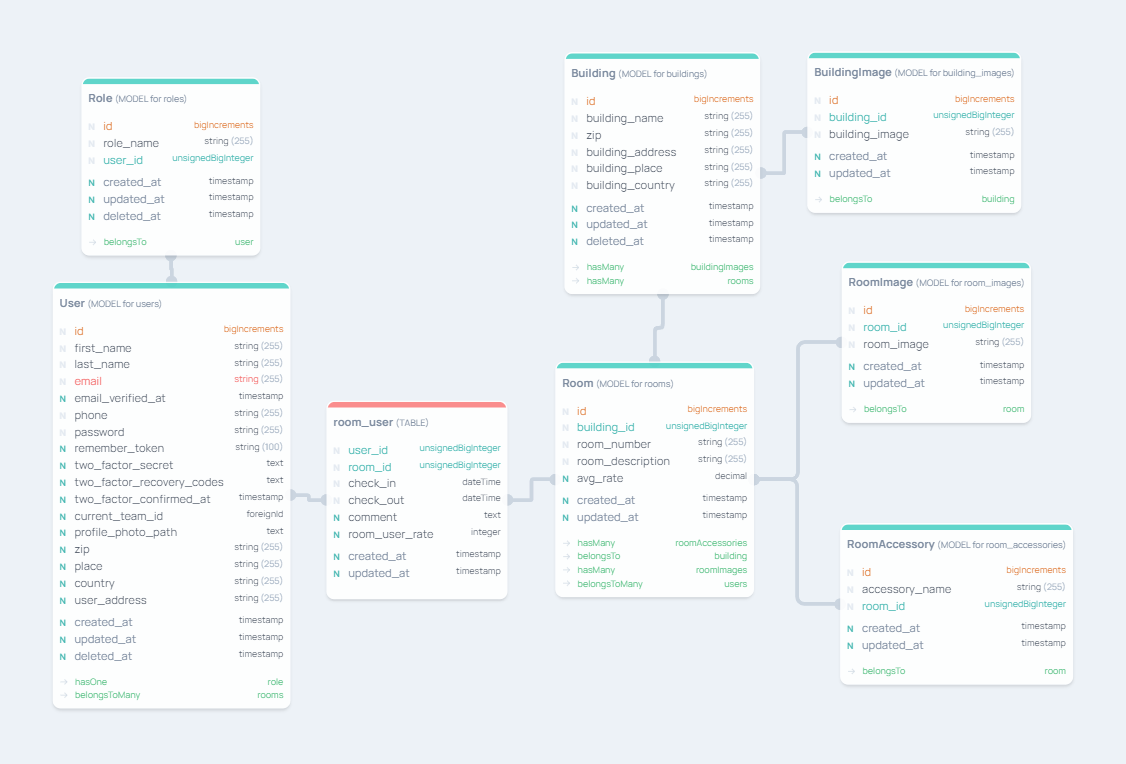 Role (MODEL for roles)
N id bigIncrements
N role_name string (255)
N user_id unsignedBigInteger
N created_at timestamp
N updated_at timestamp
N deleted_at timestamp
→ belongsTo user
User (MODEL for users)
N id bigIncrements
N first_name string (255)
N last_name string (255)
N email string (255)
N email_verified_at timestamp
N phone string (255)
N password string (255)
N remember_token string (100)
N two_factor_secret text
N two_factor_recovery_codes text
N two_factor_confirmed_at timestamp
N current_team_id foreignId
N profile_photo_path text
N zip string (255)
N place string (255)
N country string (255)
N user_address string (255)
N created_at timestamp
N updated_at timestamp
N deleted_at timestamp
→ hasOne role
→ belongsToMany rooms
room_user (TABLE)
N user_id unsignedBigInteger
N room_id unsignedBigInteger
N check_in dateTime
N check_out dateTime
N comment text
N room_user_rate integer
N created_at timestamp
N updated_at timestamp
Building (MODEL for buildings)
N id bigIncrements
N building_name string (255)
N zip string (255)
N building_address string (255)
N building_place string (255)
N building_country string (255)
N created_at timestamp
N updated_at timestamp
N deleted_at timestamp
→ hasMany buildingImages
→ hasMany rooms
Room (MODEL for rooms)
N id bigIncrements
N building_id unsignedBigInteger
N room_number string (255)
N room_description string (255)
N avg_rate decimal
N created_at timestamp
N updated_at timestamp
→ hasMany roomAccessories
→ belongsTo building
→ hasMany roomImages
→ belongsToMany users
BuildingImage (MODEL for building_images)
N id bigIncrements
N building_id unsignedBigInteger
N building_image string (255)
N created_at timestamp
N updated_at timestamp
→ belongsTo building
RoomImage (MODEL for room_images)
N id bigIncrements
N room_id unsignedBigInteger
N room_image string (255)
N created_at timestamp
N updated_at timestamp
→ belongsTo room
RoomAccessory (MODEL for room_accessories)
N id bigIncrements
N accessory_name string (255)
N room_id unsignedBigInteger
N created_at timestamp
N updated_at timestamp
→ belongsTo room